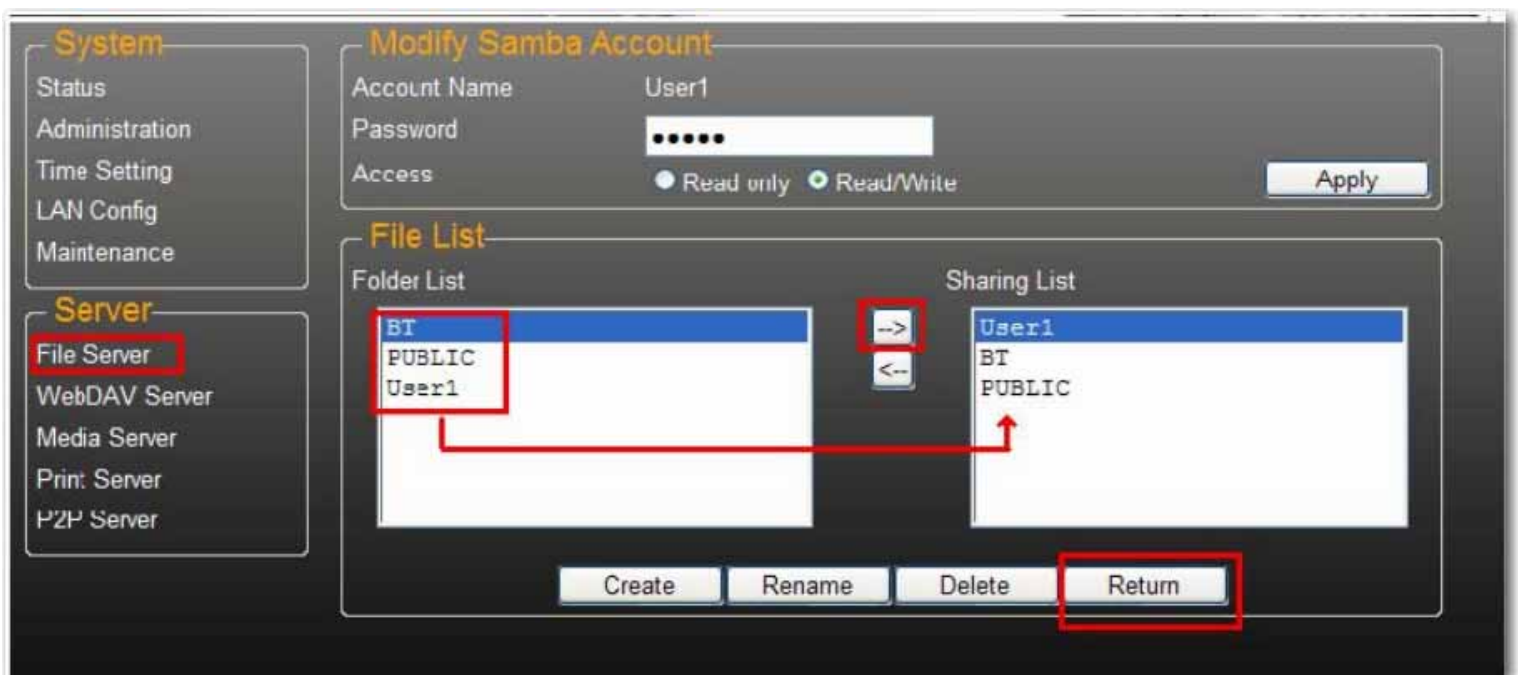 System
Status
Administration
Time Setting
LAN Config
Maintenance
Server
File Server
WebDAV Server
Media Server
Print Server
P2P Server
Modify Samba Account
Account Name User1
Password •••••
Access Read only Read/Write Apply
File List
Folder List
BT
PUBLIC
User1
-->
<--
Sharing List
User1
BT
PUBLIC
Create Rename Delete Return